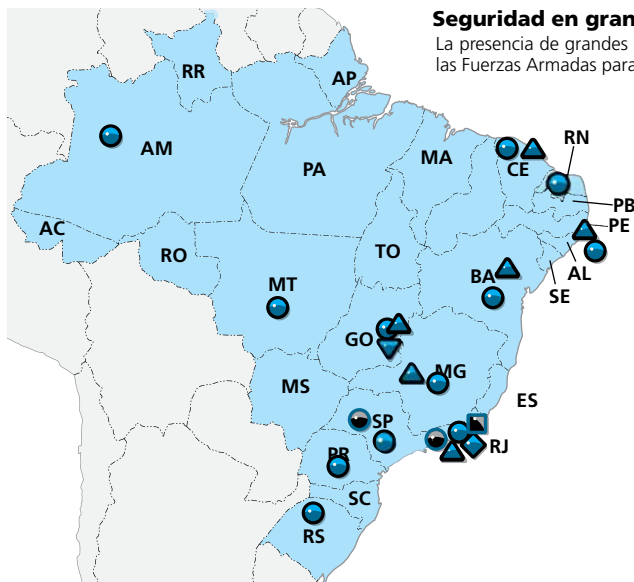 Seguridad en gran
La presencia de grandes
las Fuerzas Armadas para
RR
AP
AM
PA
MA
CE
RN
PB
PE
AL
SE
AC
RO
TO
BA
MT
GO
MG
MS
ES
SP
RJ
PR
SC
RS